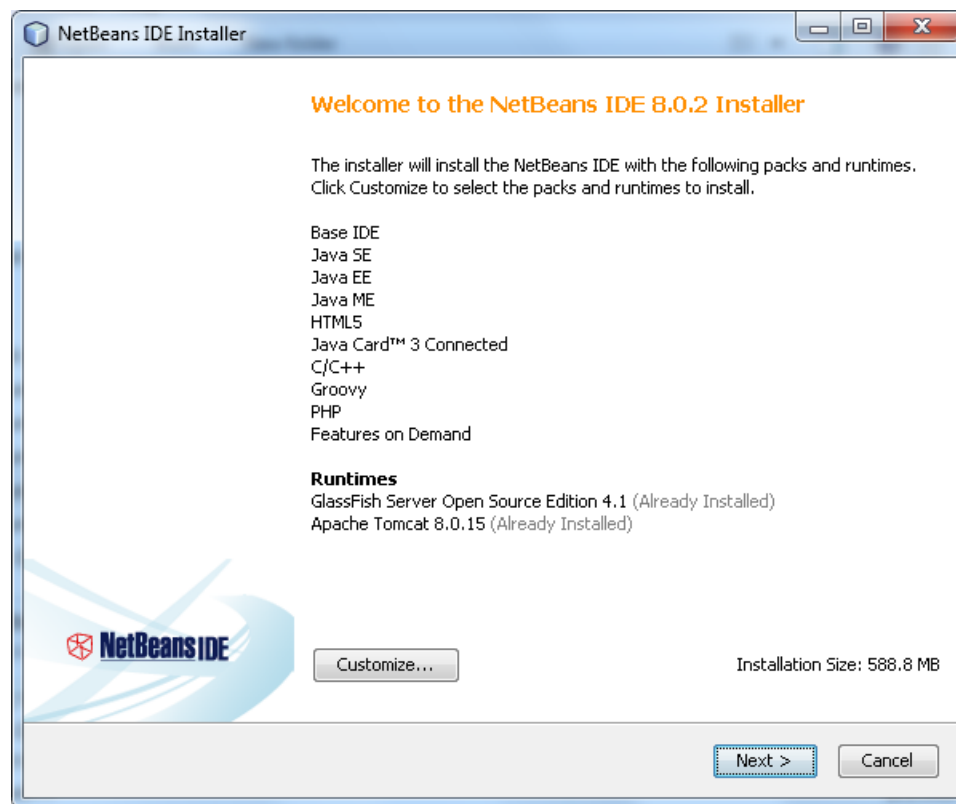 NetBeans IDE Installer
Welcome to the NetBeans IDE 8.0.2 Installer
The installer will install the NetBeans IDE with the following packs and runtimes.
Click Customize to select the packs and runtimes to install.
Base IDE
Java SE
Java EE
Java ME
HTML5
Java Card™ 3 Connected
C/C++
Groovy
PHP
Features on Demand
Runtimes
GlassFish Server Open Source Edition 4.1 (Already Installed)
Apache Tomcat 8.0.15 (Already Installed)
NetBeans IDE
Customize...
Installation Size: 588.8 MB
Next >
Cancel